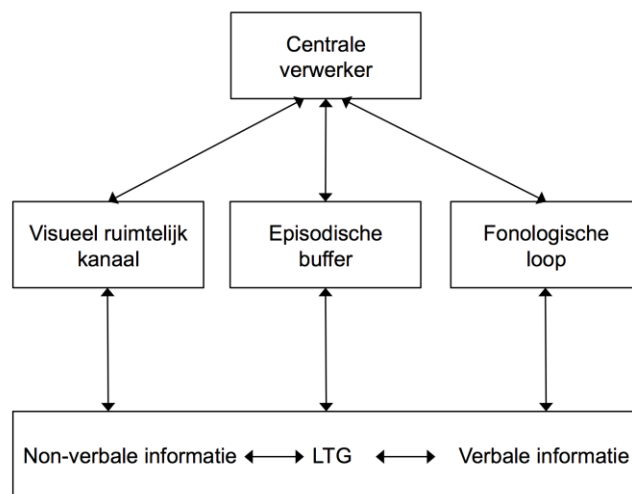 Centrale
verwerker
Visueel ruimtelijk
kanaal
Episodische
buffer
Fonologische
loop
Non-verbale informatie LTG Verbale informatie